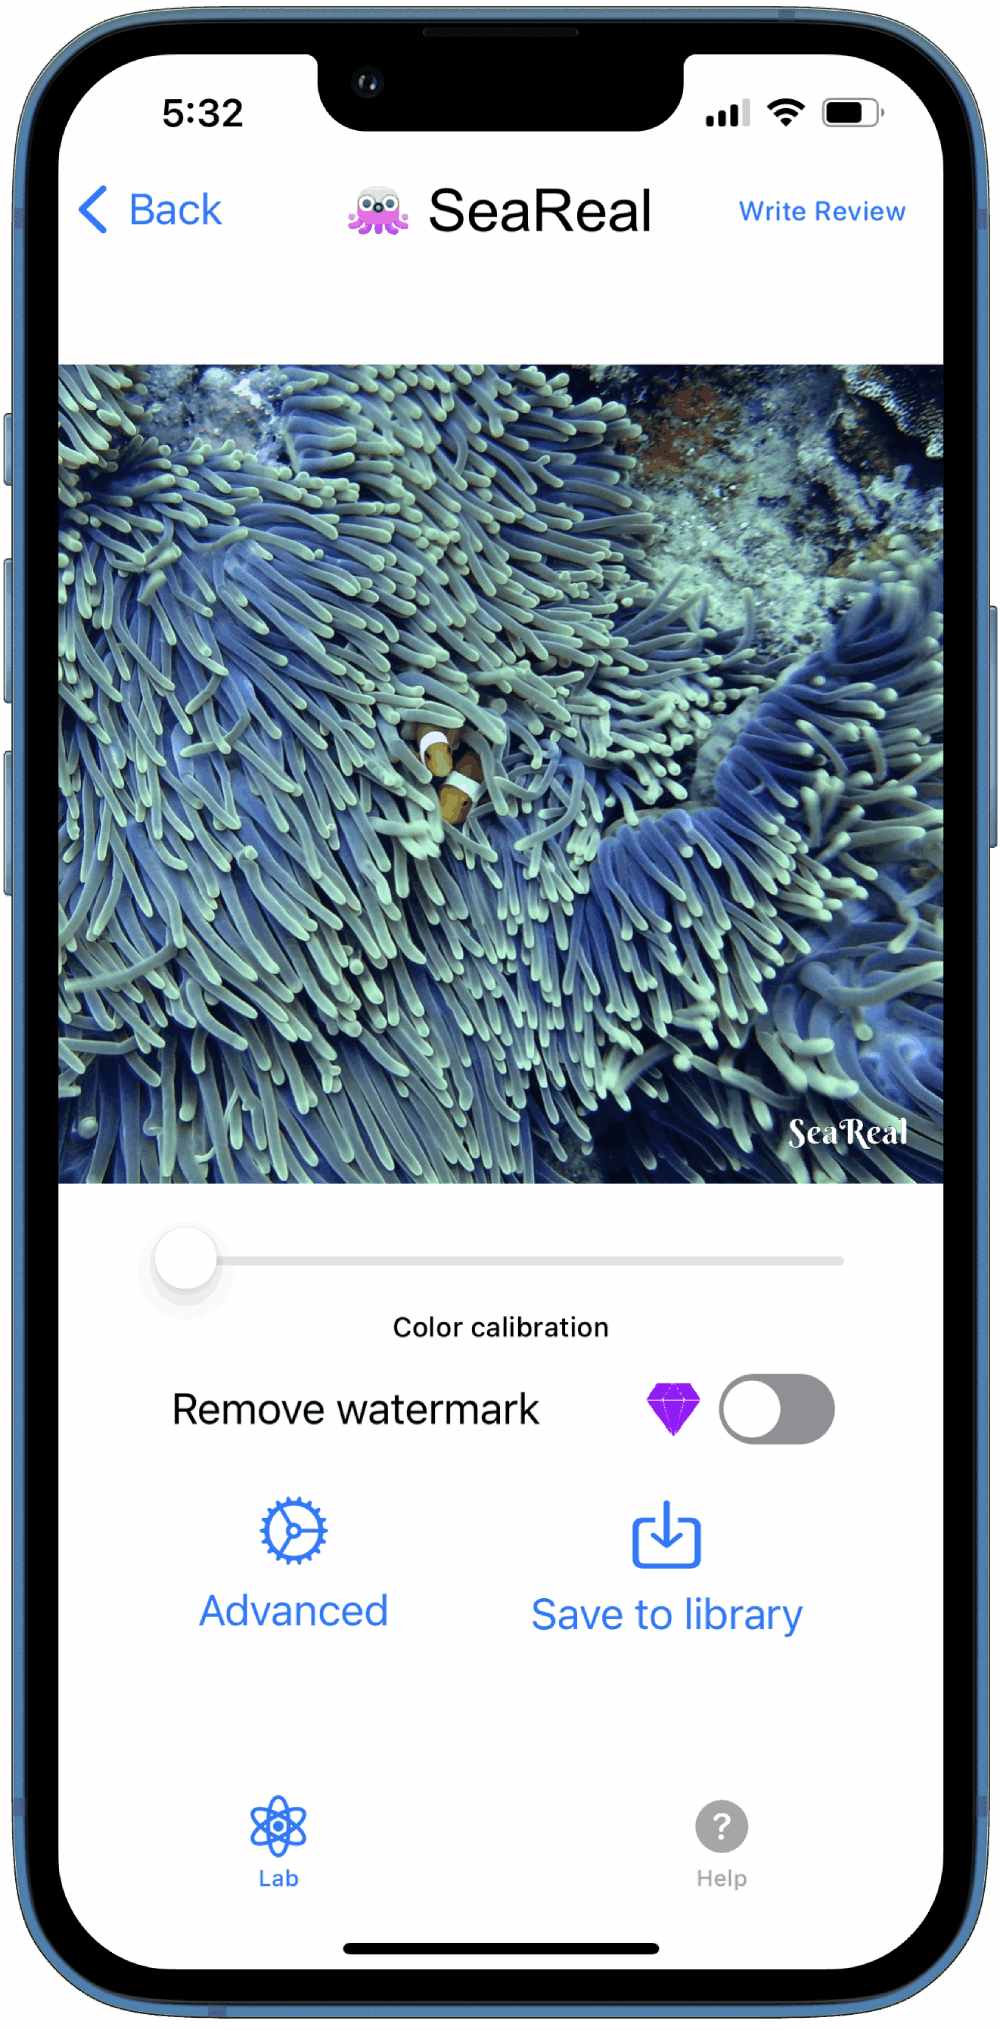 5:32
Back SeaReal Write Review
SeaReal
Color calibration
Remove watermark
Advanced Save to library
?
Lab Help